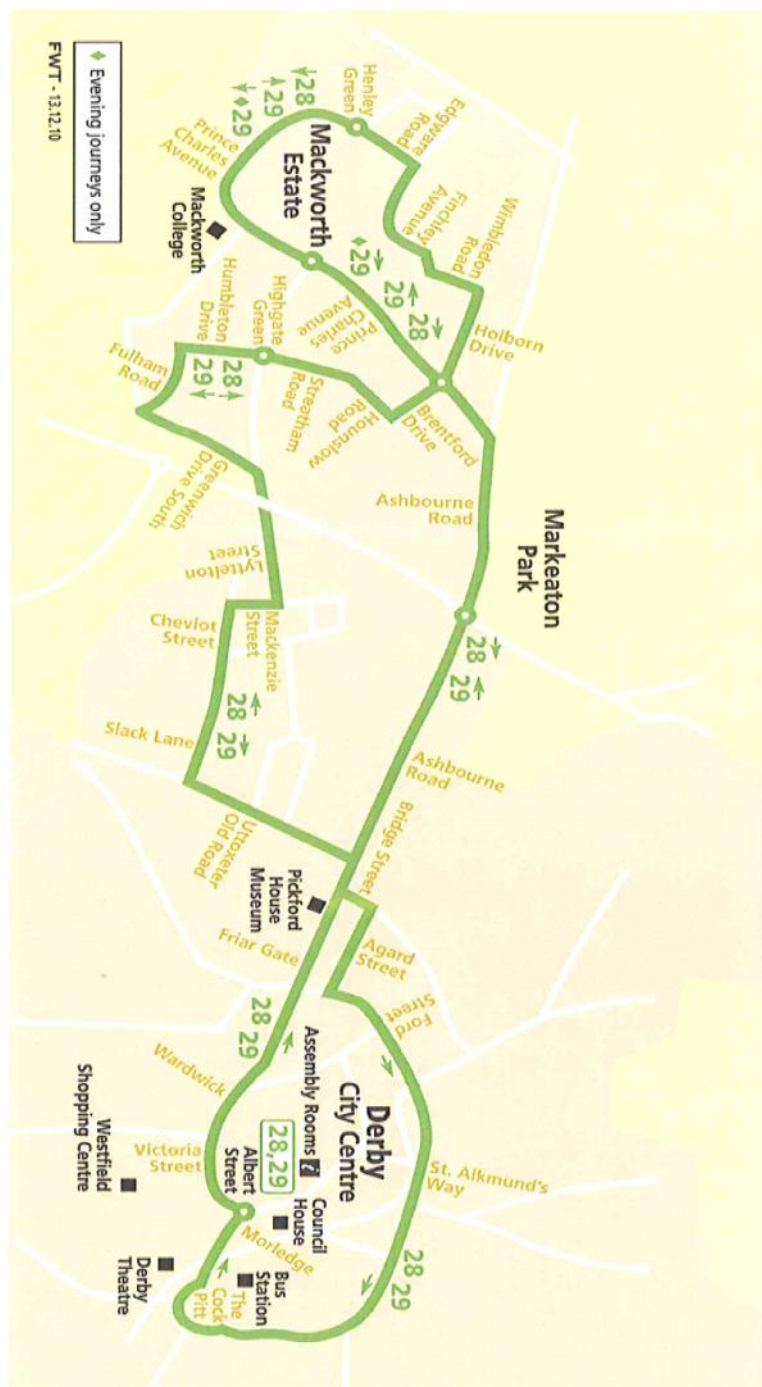 Edgware
Road
Henley
Green
28
29
29
Prince
Charles
Avenue
Mackworth
Estate
Mackworth
College
Wimbledon
Road
Finchley
Avenue
29
29
28
Holborn
Drive
Prince
Charles
Avenue
Brentford
Drive
Hounslow
Road
Streatham
Road
Highgate
Green
Humbleton
Drive
28
29
Fulham
Road
Greenwich
Drive South
Ashbourne
Road
Markeaton
Park
28
29
Lyttelton
Street
Mackenzie
Street
Cheviot
Street
28
29
Slack Lane
Uttoxeter
Old Road
Ashbourne
Road
Bridge Street
Pickford
House
Museum
Friar Gate
Agard
Street
Ford
Street
28
29
Wardwick
Assembly Rooms
Derby
City Centre
28,29
Albert
Street
Victoria
Street
Westfield
Shopping Centre
Council
House
St. Alkmund's
Way
Morledge
28
29
Bus
Station
The
Cock
Pitt
Derby
Theatre
Evening journeys only
FWT - 13.12.10